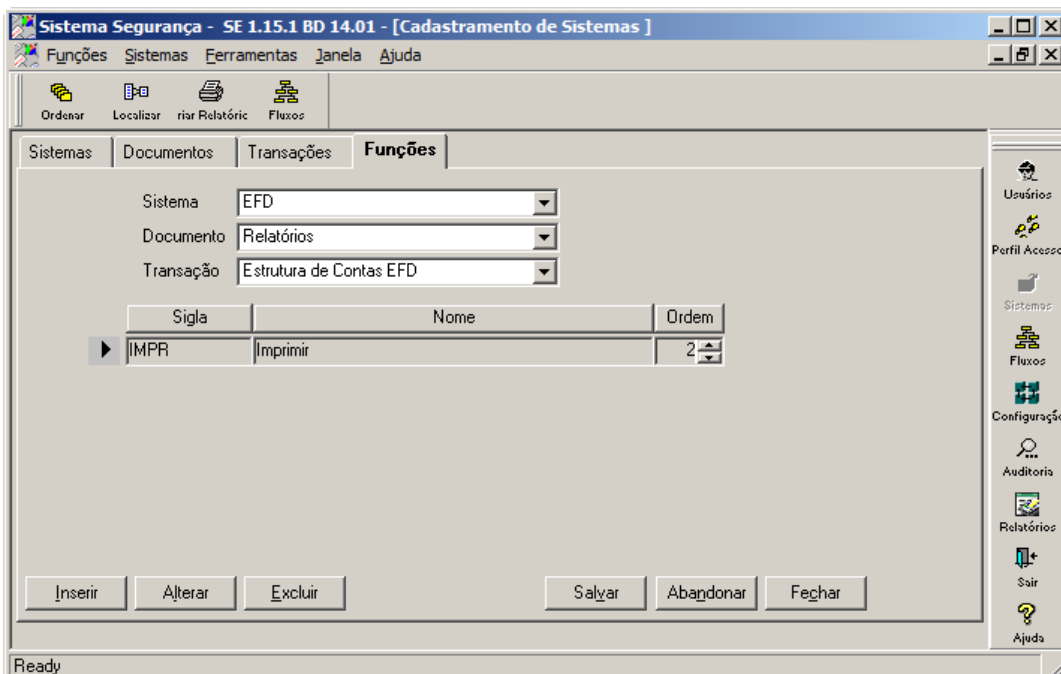 Sistema Segurança - SE 1.15.1 BD 14.01 - [Cadastramento de Sistemas ]
Funções Sistemas Ferramentas Janela Ajuda
Ordenar Localizar riar Relatóric Fluxos
Sistemas Documentos Transações Funções
Sistema EFD
Documento Relatórios
Transação Estrutura de Contas EFD
Sigla Nome Ordem
IMPR Imprimir 2
Inserir Alterar Excluir Salvar Abandonar Fechar
Usuários
Perfil Acesso
Sistemas
Fluxos
Configuração
Auditoria
Relatórios
Sair
Ajuda
Ready